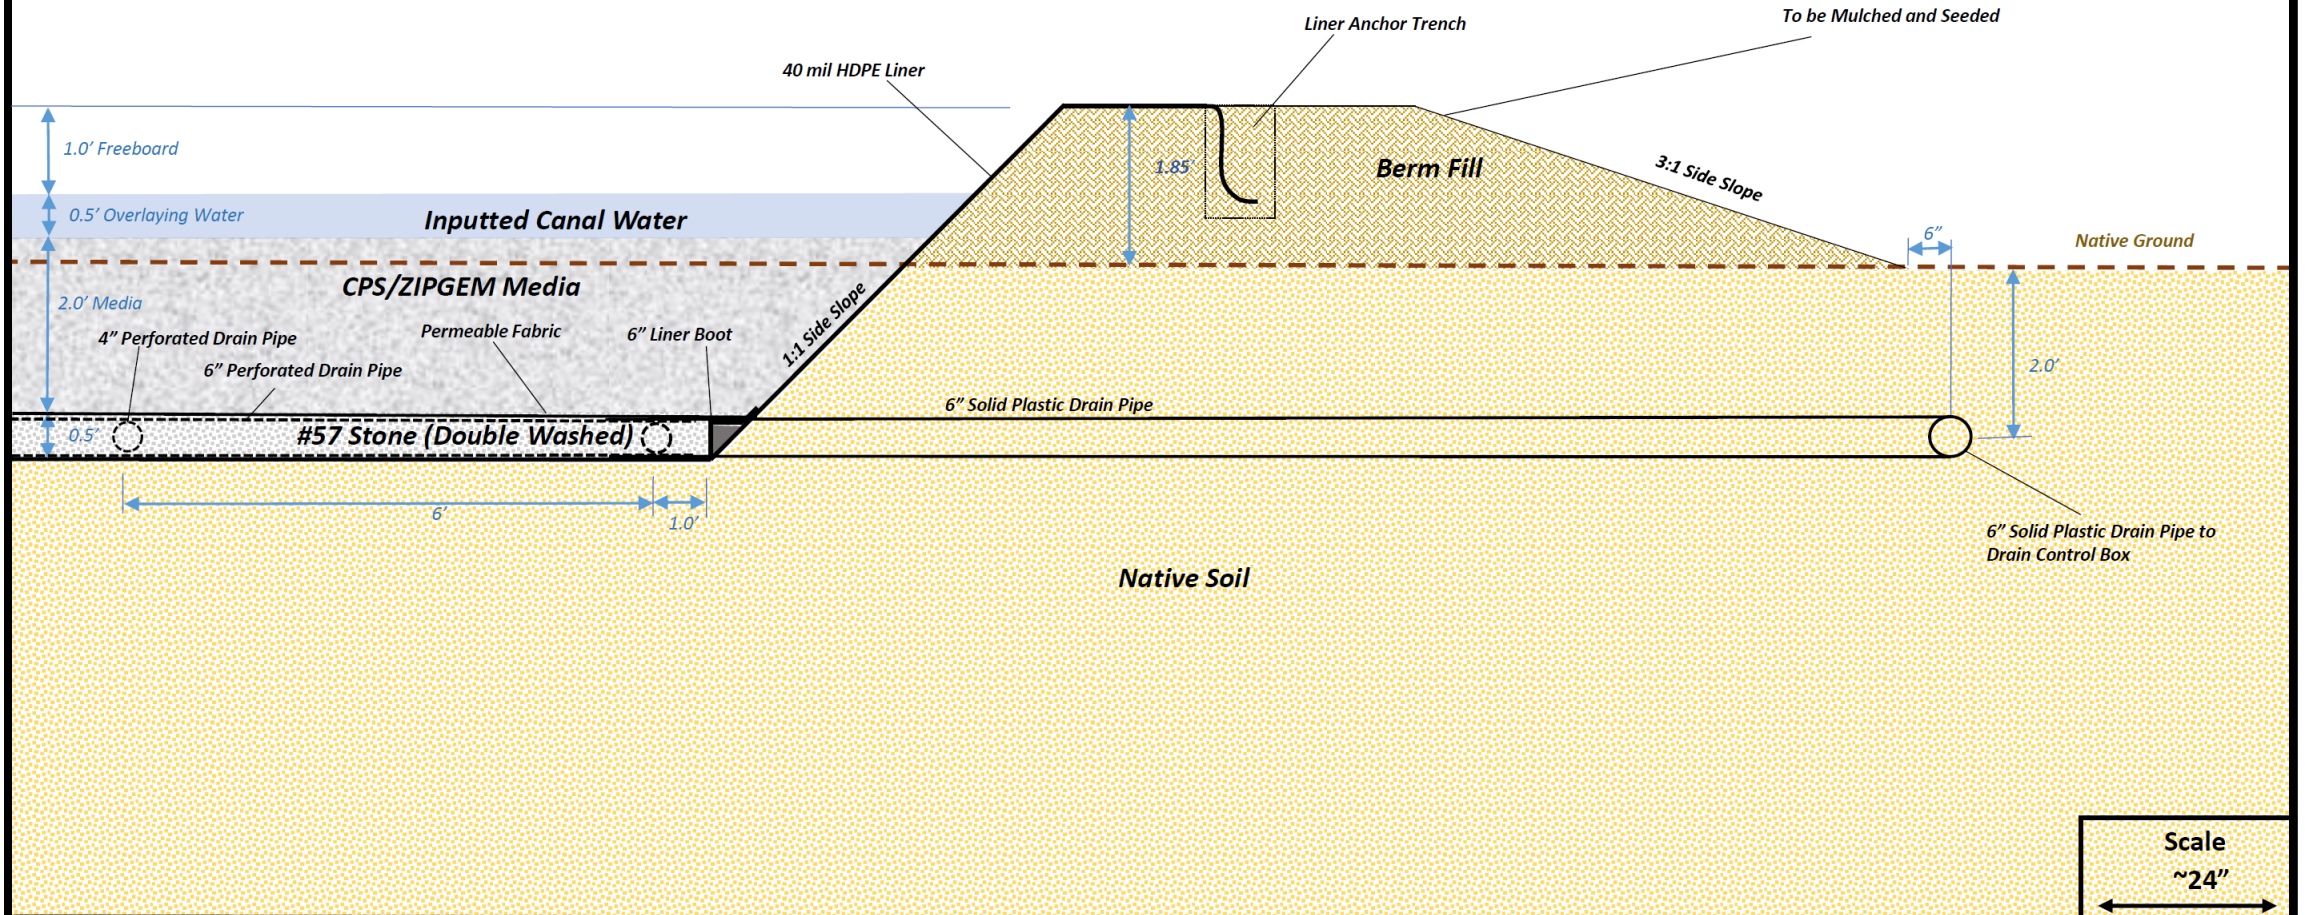 Liner Anchor Trench
To be Mulched and Seeded
40 mil HDPE Liner
1.0’ Freeboard
1.85’
Berm Fill
3:1 Side Slope
0.5’ Overlaying Water
Inputted Canal Water
6”
Native Ground
CPS/ZIPGEM Media
2.0’ Media
4” Perforated Drain Pipe
Permeable Fabric
6” Liner Boot
1:1 Side Slope
6” Perforated Drain Pipe
2.0’
6” Solid Plastic Drain Pipe
0.5’
#57 Stone (Double Washed)
6’
1.0’
6” Solid Plastic Drain Pipe to
Drain Control Box
Native Soil
Scale
~24”